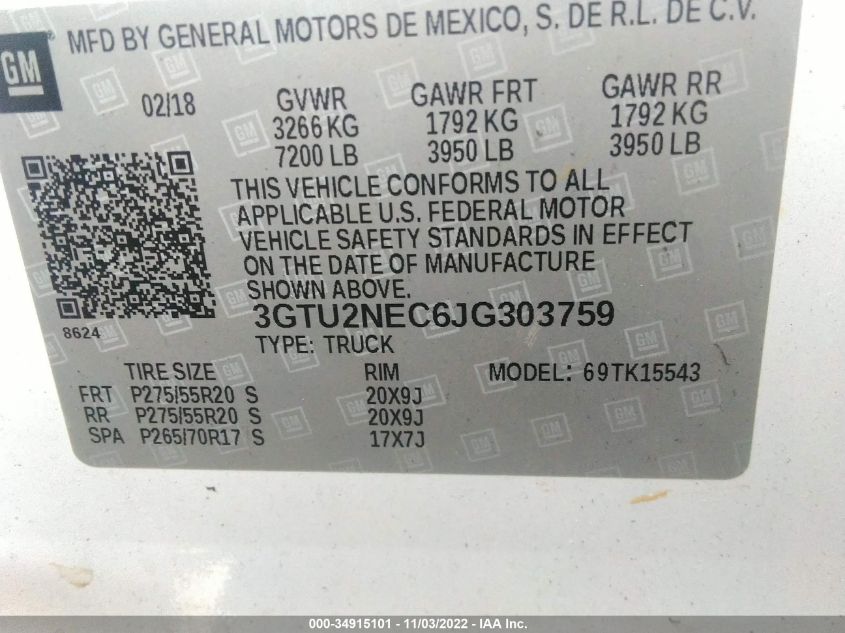 GM
® MFD BY GENERAL MOTORS DE MEXICO, S. DE R.L. DE C.V.
02/18 GVWR GAWR FRT GAWR RR
3266 KG 1792 KG 1792 KG
7200 LB 3950 LB 3950 LB
THIS VEHICLE CONFORMS TO ALL
APPLICABLE U.S. FEDERAL MOTOR
VEHICLE SAFETY STANDARDS IN EFFECT
ON THE DATE OF MANUFACTURE
SHOWN ABOVE.
8624 3GTU2NEC6JG303759
TYPE: TRUCK
TIRE SIZE RIM MODEL: 69TK15543
FRT P275/55R20 S 20X9J
RR P275/55R20 S 20X9J
SPA P265/70R17 S 17X7J
000-34915101 - 11/03/2022 - IAA Inc.